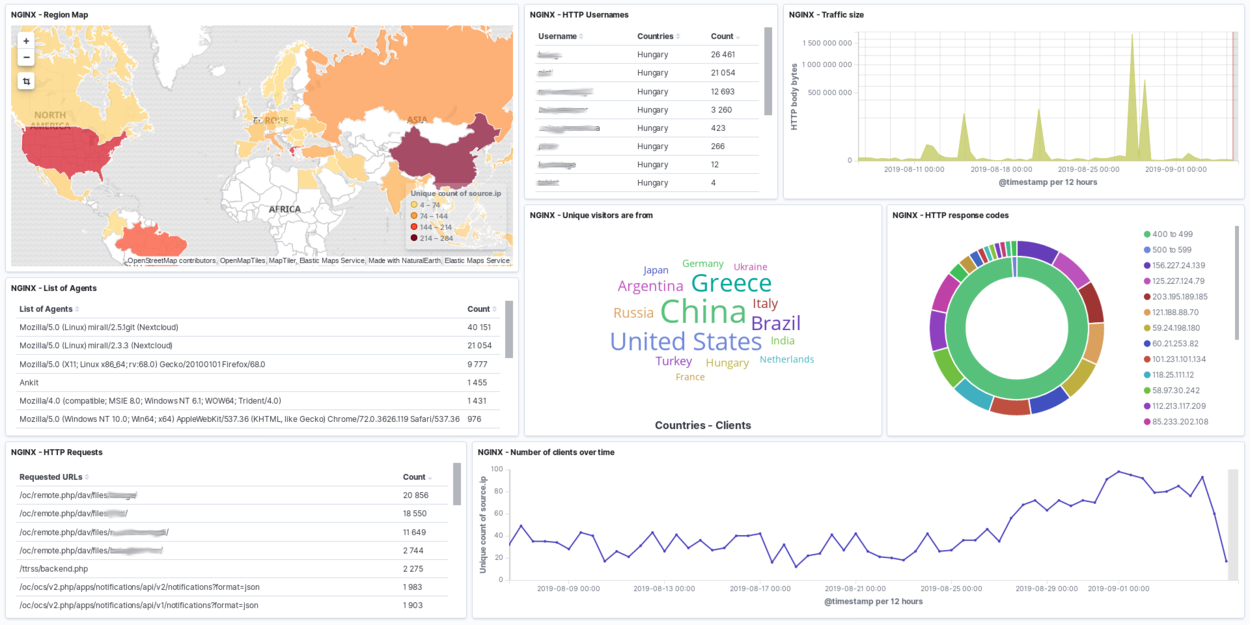 NGINX - Region Map
+
−
NORTH
AMERICA
EUROPE
ASIA
AFRICA
Unique count of source.ip
4 – 74
74 – 144
144 – 214
214 – 284
OpenStreetMap contributors, OpenMapTiles, MapTiler, Elastic Maps Service, Made with NaturalEarth, Elastic Maps Service
NGINX - HTTP Usernames
Username Countries Count
Hungary 26 461
Hungary 21 054
Hungary 12 693
Hungary 3 260
Hungary 423
Hungary 266
Hungary 12
Hungary 4
NGINX - Traffic size
HTTP body bytes
1 500 000 000
1 000 000 000
500 000 000
0
2019-08-11 00:00 2019-08-18 00:00 2019-08-25 00:00 2019-09-01 00:00
@timestamp per 12 hours
NGINX - List of Agents
List of Agents Count
Mozilla/5.0 (Linux) mirall/2.5.1git (Nextcloud) 40 151
Mozilla/5.0 (Linux) mirall/2.3.3 (Nextcloud) 21 054
Mozilla/5.0 (X11; Linux x86_64; rv:68.0) Gecko/20100101 Firefox/68.0 9 777
Ankit 1 455
Mozilla/4.0 (compatible; MSIE 8.0; Windows NT 6.1; WOW64; Trident/4.0) 1 431
Mozilla/5.0 (Windows NT 10.0; Win64; x64) AppleWebKit/537.36 (KHTML, like Gecko) Chrome/72.0.3626.119 Safari/537.36 976
NGINX - Unique visitors are from
Germany
Japan Ukraine
Argentina Greece
Russia China Italy
Brazil
United States India
Turkey Hungary Netherlands
France
Countries - Clients
NGINX - HTTP response codes
400 to 499
500 to 599
156.227.24.139
125.227.124.79
203.195.189.185
121.188.88.70
59.24.198.180
60.21.253.82
101.231.101.134
118.25.111.12
58.97.30.242
112.213.117.209
85.233.202.108
NGINX - HTTP Requests
Requested URLs Count
/oc/remote.php/dav/files/ / 20 856
/oc/remote.php/dav/files/ / 18 550
/oc/remote.php/dav/files/ / 11 649
/oc/remote.php/dav/files/ / 2 744
/ttrss/backend.php 2 275
/oc/ocs/v2.php/apps/notifications/api/v2/notifications?format=json 1 983
/oc/ocs/v2.php/apps/notifications/api/v1/notifications?format=json 1 903
NGINX - Number of clients over time
Unique count of source.ip
100
80
60
40
20
0
2019-08-09 00:00 2019-08-13 00:00 2019-08-17 00:00 2019-08-21 00:00 2019-08-25 00:00 2019-08-29 00:00 2019-09-01 00:00
@timestamp per 12 hours